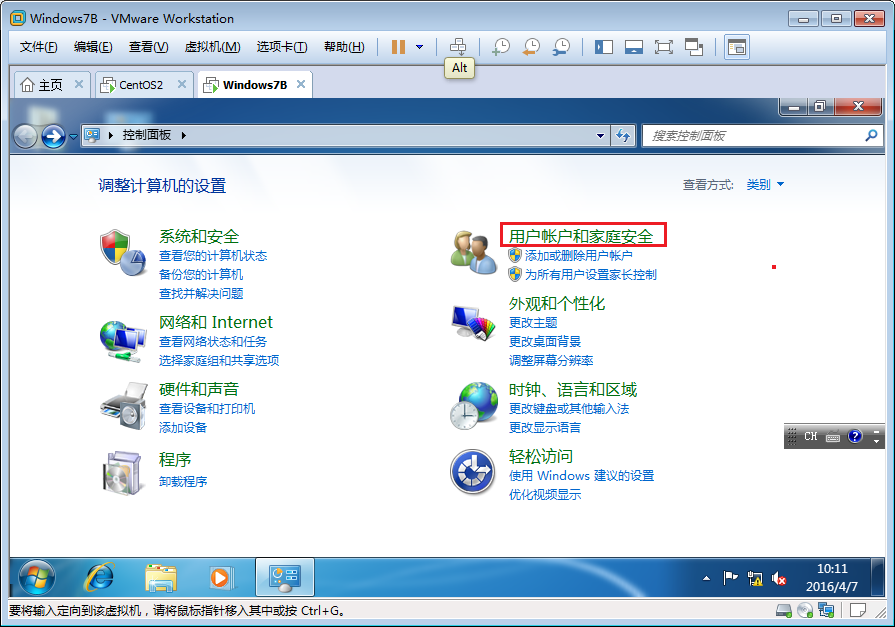 Windows7B - VMware Workstation
文件(F) 编辑(E) 查看(V) 虚拟机(M) 选项卡(T) 帮助(H)
Alt
主页 CentOS2 Windows7B
控制面板
搜索控制面板
调整计算机的设置
查看方式: 类别
系统和安全
查看您的计算机状态
备份您的计算机
查找并解决问题
网络和 Internet
查看网络状态和任务
选择家庭组和共享选项
硬件和声音
查看设备和打印机
添加设备
程序
卸载程序
用户帐户和家庭安全
添加或删除用户帐户
为所有用户设置家长控制
外观和个性化
更改主题
更改桌面背景
调整屏幕分辨率
时钟、语言和区域
更改键盘或其他输入法
更改显示语言
轻松访问
使用 Windows 建议的设置
优化视频显示
CH
10:11
2016/4/7
要将输入定向到该虚拟机，请将鼠标指针移入其中或按 Ctrl+G。